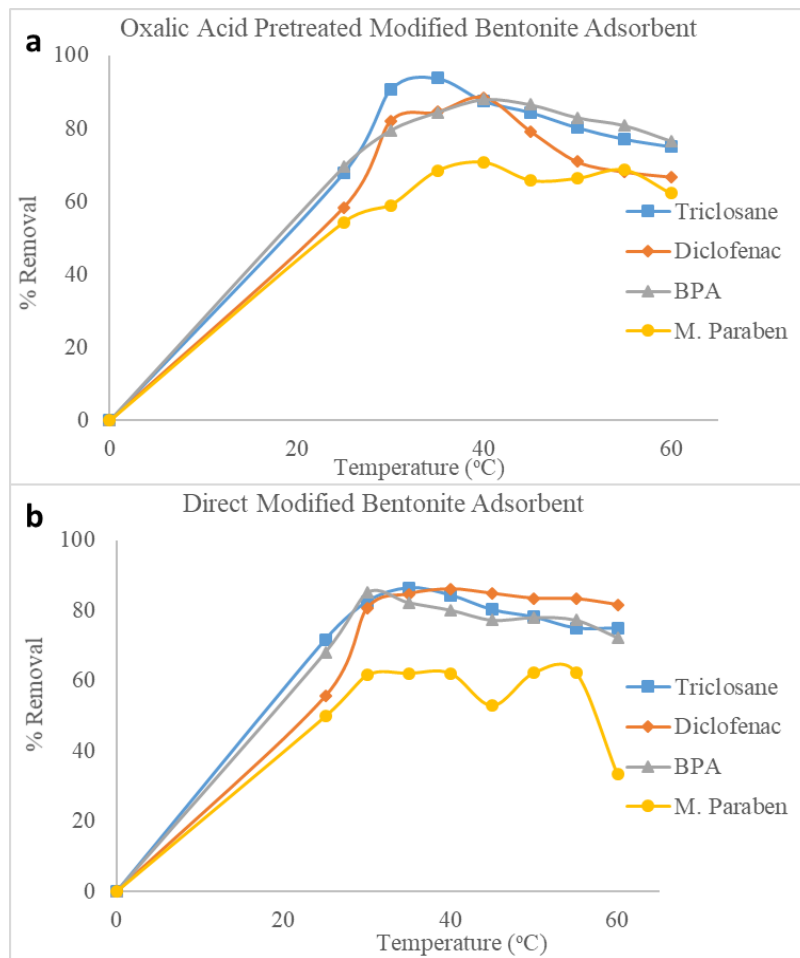 a
Oxalic Acid Pretreated Modified Bentonite Adsorbent
100
80
60
40
20
0
% Removal
0
20
40
60
Temperature (°C)
Triclosane
Diclofenac
BPA
M. Paraben
b
Direct Modified Bentonite Adsorbent
100
80
60
40
20
0
% Removal
0
20
40
60
Temperature (°C)
Triclosane
Diclofenac
BPA
M. Paraben